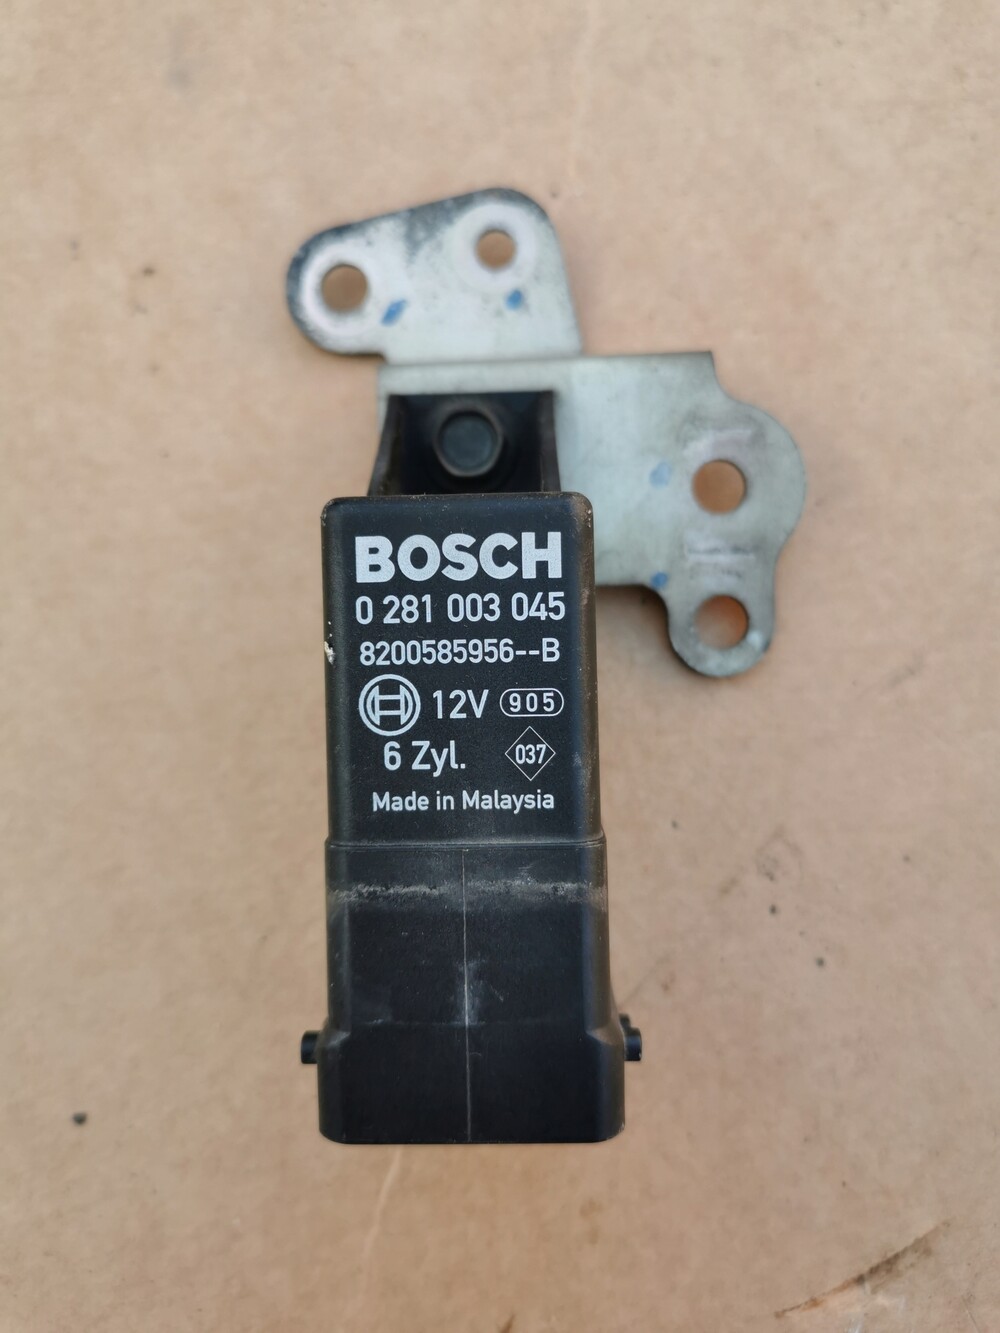 BOSCH
0 281 003 045
8200585956--B
12V 905
6 Zyl. 037
Made in Malaysia